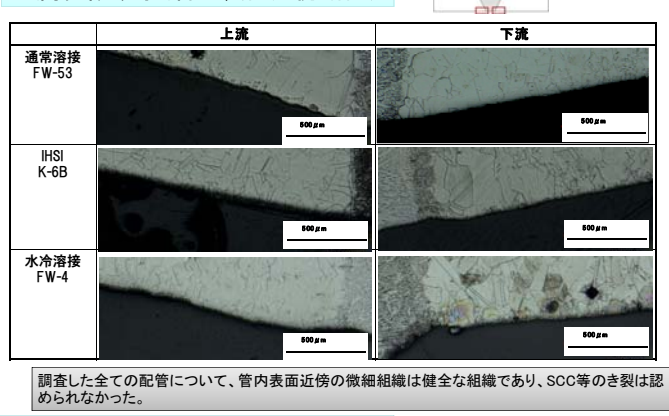 上流 下流
通常溶接
FW-53
500μm 500μm
IHSI
K-6B
500μm 500μm
水冷溶接
FW-4
500μm 500μm
調査した全ての配管について、管内表面近傍の微細組織は健全な組織であり、SCC等のき裂は認
められなかった。